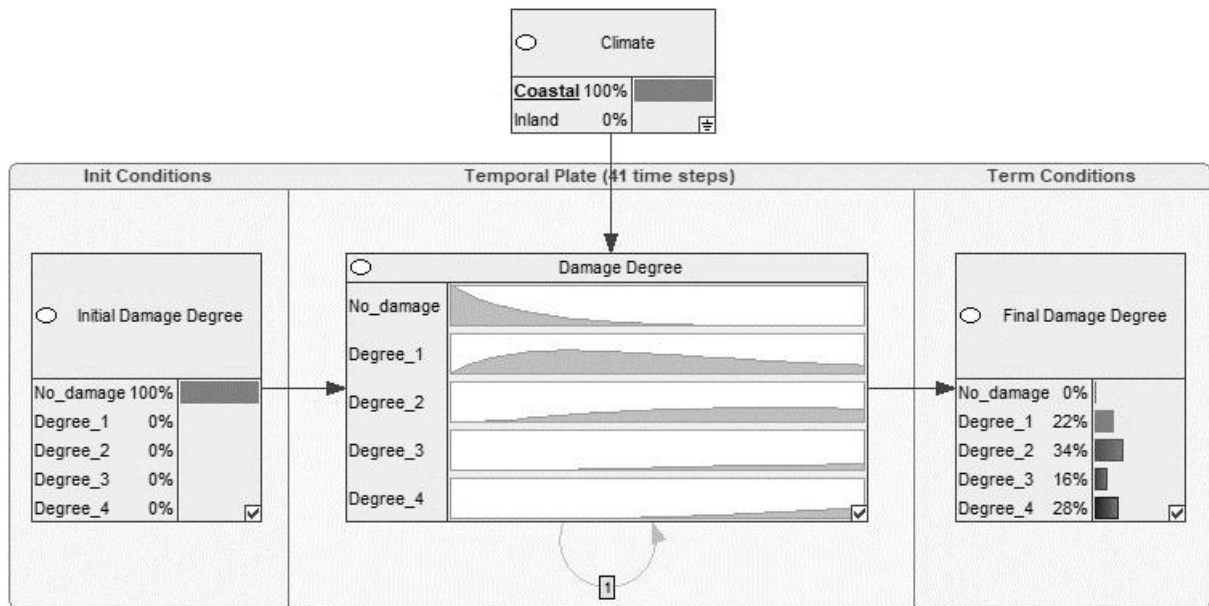 Climate
Coastal 100%
Inland 0%
Init Conditions
Temporal Plate (41 time steps)
Term Conditions
Initial Damage Degree
No_damage 100%
Degree_1 0%
Degree_2 0%
Degree_3 0%
Degree_4 0%
Damage Degree
No_damage
Degree_1
Degree_2
Degree_3
Degree_4
1
Final Damage Degree
No_damage 0%
Degree_1 22%
Degree_2 34%
Degree_3 16%
Degree_4 28%